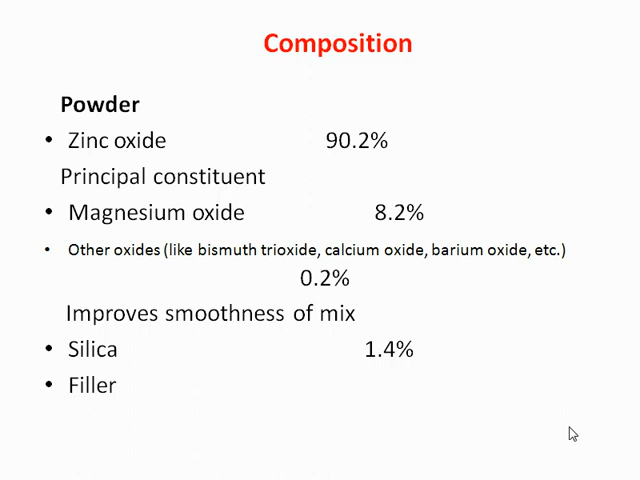 Composition
Powder
• Zinc oxide 90.2%
Principal constituent
• Magnesium oxide 8.2%
• Other oxides (like bismuth trioxide, calcium oxide, barium oxide, etc.)
0.2%
Improves smoothness of mix
• Silica 1.4%
• Filler